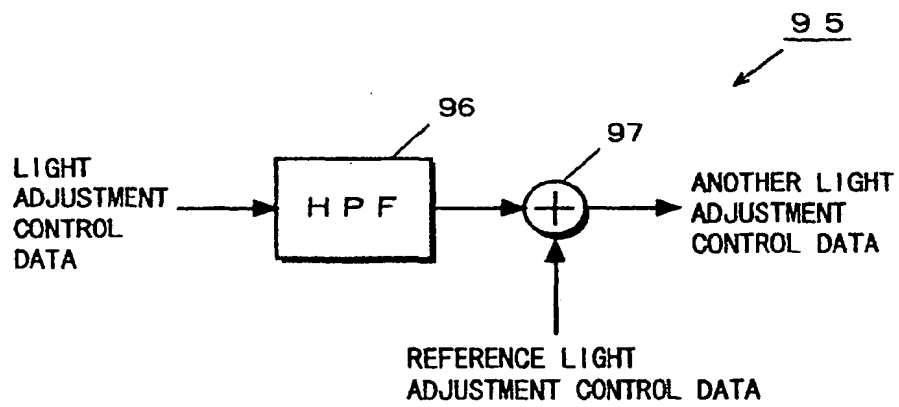 95
96
97
LIGHT
ADJUSTMENT
CONTROL
DATA
HPF
+
ANOTHER LIGHT
ADJUSTMENT
CONTROL DATA
REFERENCE LIGHT
ADJUSTMENT CONTROL DATA